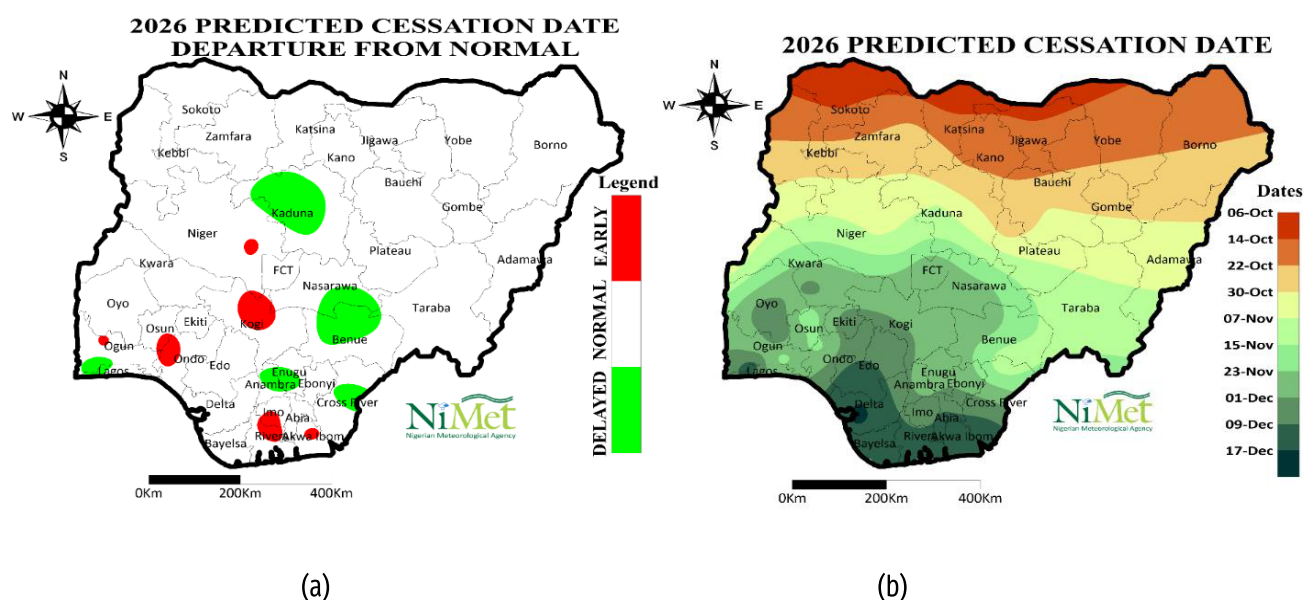 2026 PREDICTED CESSATION DATE
DEPARTURE FROM NORMAL
N
W
E
S
Sokoto
Zamfara
Katsina
Jigawa
Yobe
Borno
Kebbi
Kano
Bauchi
Gombe
Kaduna
Niger
Plateau
Adamawa
Kwara
FCT
Nasarawa
Taraba
Oyo
Osun
Ekiti
Kogi
Benue
Ogun
Lagos
Ondo
Edo
Enugu
Anambra
Ebonyi
Cross River
Delta
Imo
Abia
Bayelsa
Rivers
Akwa Ibom
NiMet
Nigerian Meteorological Agency
Legend
EARLY
NORMAL
DELAYED
0Km
200Km
400Km
(a)
2026 PREDICTED CESSATION DATE
N
W
E
S
Sokoto
Zamfara
Katsina
Jigawa
Yobe
Borno
Kebbi
Kano
Bauchi
Gombe
Kaduna
Niger
Plateau
Adamawa
Kwara
FCT
Nasarawa
Taraba
Oyo
Osun
Ekiti
Kogi
Benue
Ogun
Lagos
Ondo
Edo
Enugu
Anambra
Ebonyi
Cross River
Delta
Imo
Abia
Bayelsa
Rivers
Akwa Ibom
NiMet
Nigerian Meteorological Agency
Dates
06-Oct
14-Oct
22-Oct
30-Oct
07-Nov
15-Nov
23-Nov
01-Dec
09-Dec
17-Dec
0Km
200Km
400Km
(b)